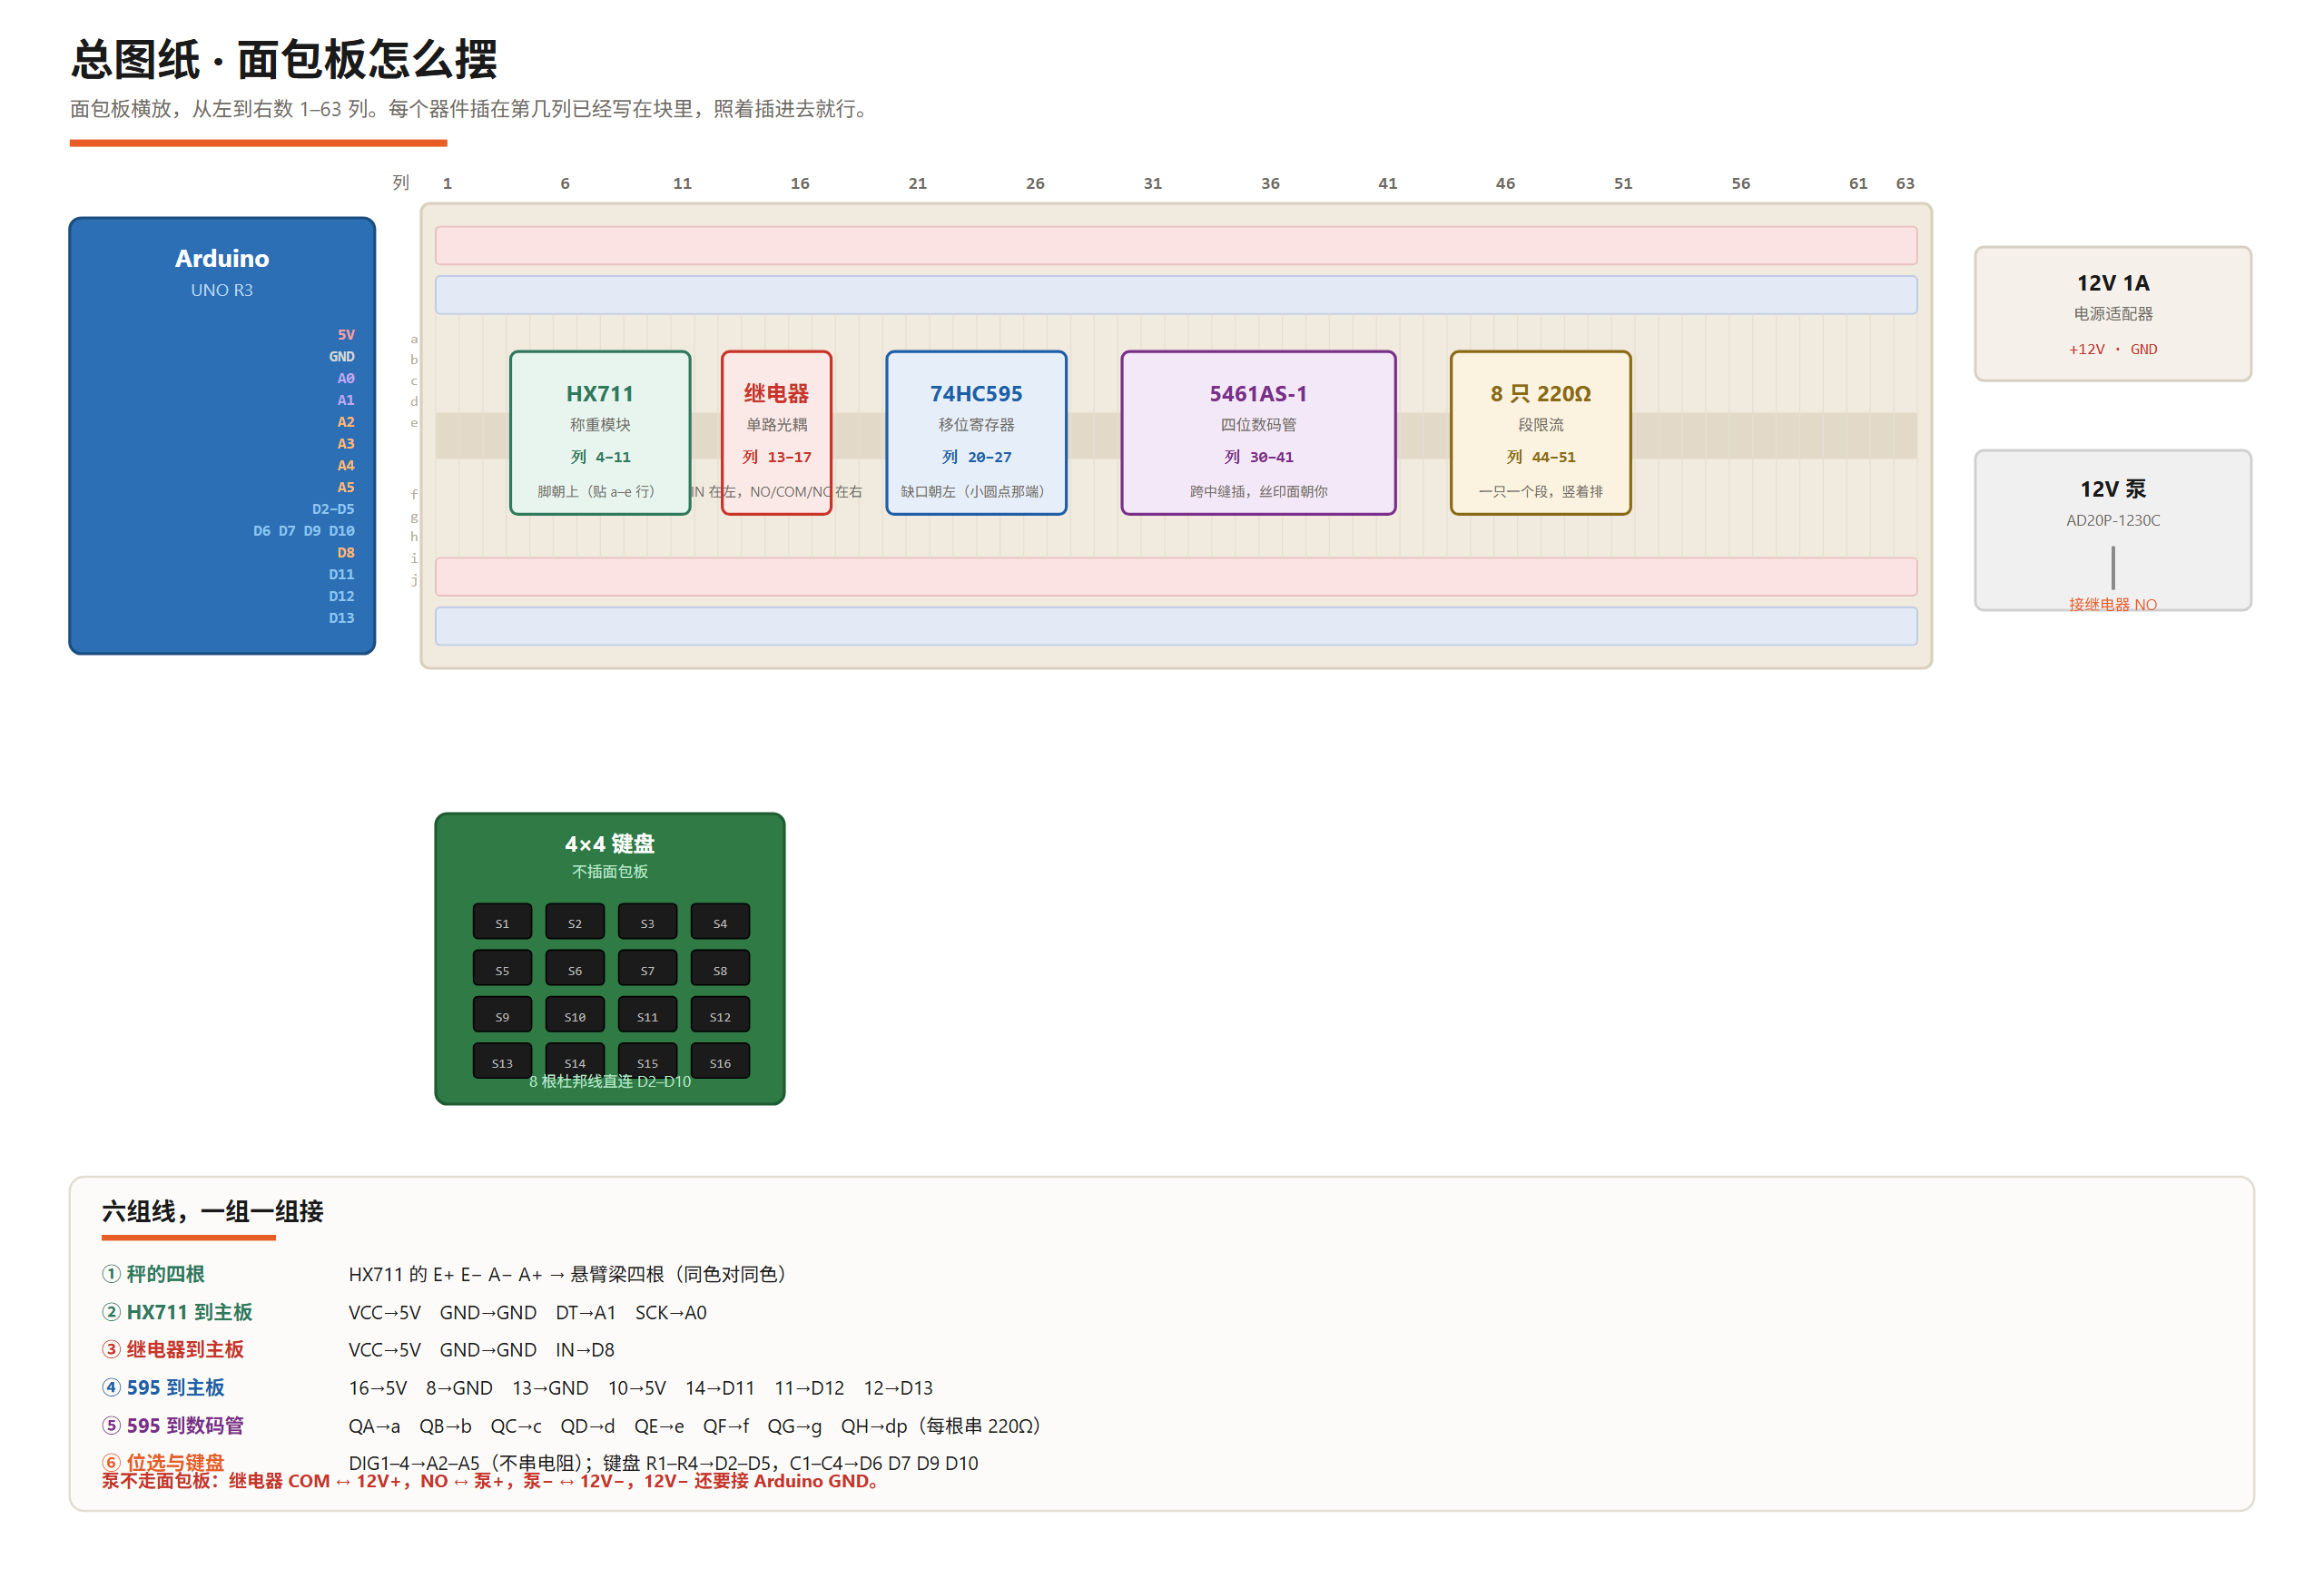 总图纸 · 面包板怎么摆
面包板横放，从左到右数 1–63 列。每个器件插在第几列已经写在块里，照着插进去就行。
列 1 6 11 16 21 26 31 36 41 46 51 56 61 63
Arduino
UNO R3
5V
GND
A0
A1
A2
A3
A4
A5
D2–D5
D6 D7 D9 D10
D8
D11
D12
D13
a
b
c
d
e
f
g
h
i
j
HX711
称重模块
列 4–11
脚朝上（贴 a–e 行）
继电器
单路光耦
列 13–17
IN 在左，NO/COM/NC 在右
74HC595
移位寄存器
列 20–27
缺口朝左（小圆点那端）
5461AS-1
四位数码管
列 30–41
跨中缝插，丝印面朝你
8 只 220Ω
段限流
列 44–51
一只一个段，竖着排
12V 1A
电源适配器
+12V · GND
12V 泵
AD20P-1230C
接继电器 NO
4×4 键盘
不插面包板
S1 S2 S3 S4
S5 S6 S7 S8
S9 S10 S11 S12
S13 S14 S15 S16
8 根杜邦线直连 D2–D10
六组线，一组一组接
① 秤的四根 HX711 的 E+ E− A− A+ → 悬臂梁四根（同色对同色）
② HX711 到主板 VCC→5V GND→GND DT→A1 SCK→A0
③ 继电器到主板 VCC→5V GND→GND IN→D8
④ 595 到主板 16→5V 8→GND 13→GND 10→5V 14→D11 11→D12 12→D13
⑤ 595 到数码管 QA→a QB→b QC→c QD→d QE→e QF→f QG→g QH→dp（每根串 220Ω）
⑥ 位选与键盘 DIG1–4→A2–A5（不串电阻）；键盘 R1–R4→D2–D5，C1–C4→D6 D7 D9 D10
泵不走面包板：继电器 COM ↔ 12V+，NO ↔ 泵+，泵− ↔ 12V−，12V− 还要接 Arduino GND。